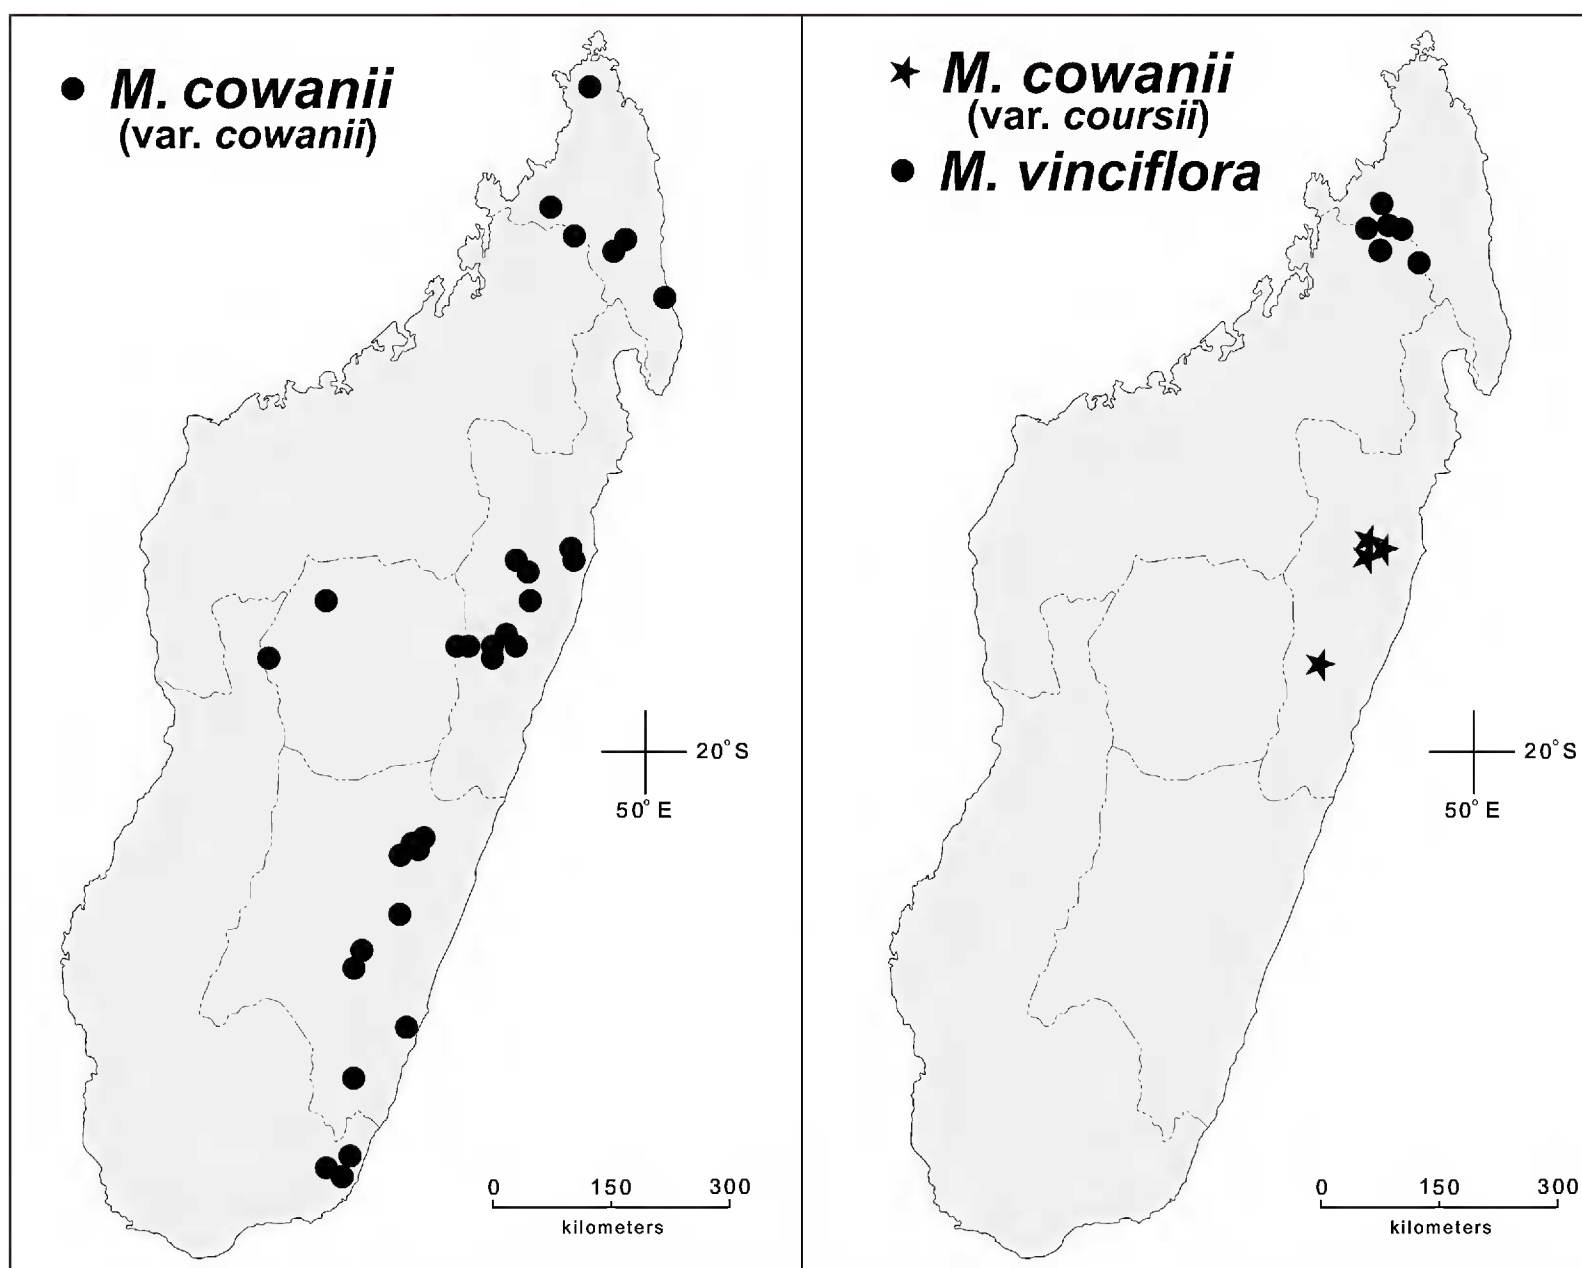 M. cowanii
(var. cowanii)
20°S
50°E
0 150 300
kilometers
M. cowanii
(var. coursii)
M. vinciflora
20°S
50°E
0 150 300
kilometers